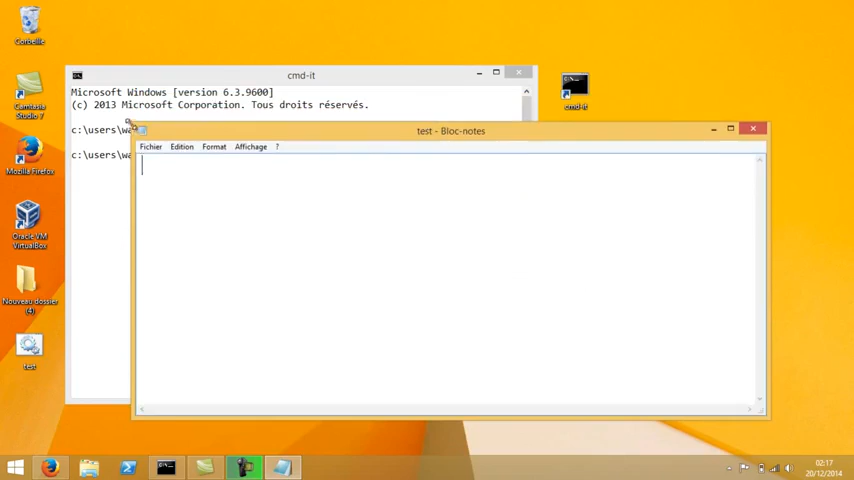 Corbeille
Camtasia
Studio 7
Mozilla Firefox
Oracle VM
VirtualBox
Nouveau dossier
(4)
test
cmd-it
Microsoft Windows [version 6.3.9600]
(c) 2013 Microsoft Corporation. Tous droits réservés.
c:\users\wa
c:\users\wa
cmd-it
test - Bloc-notes
Fichier Edition Format Affichage ?
02:17
20/12/2014